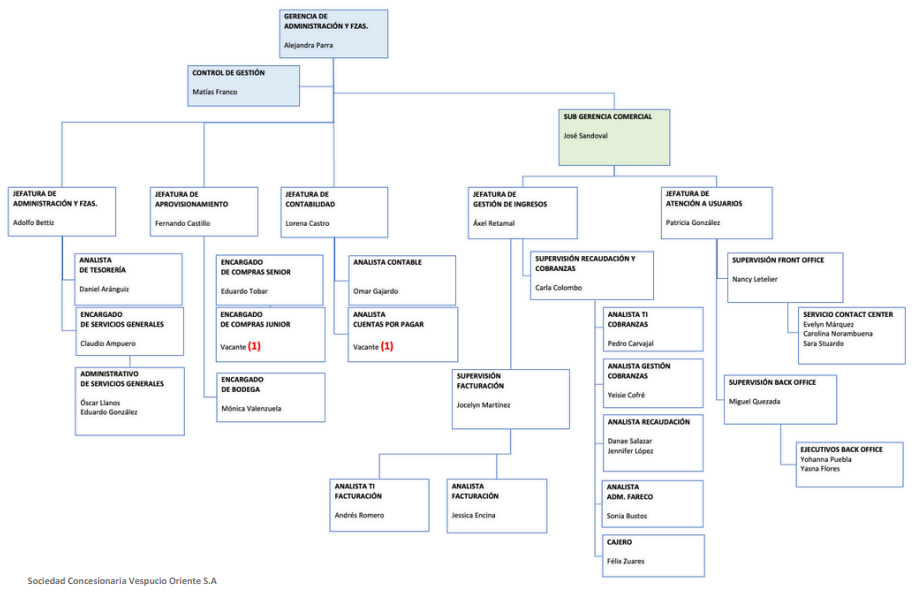 GERENCIA DE
ADMINISTRACIÓN Y FZAS.
Alejandra Parra
CONTROL DE GESTIÓN
Matías Franco
SUB GERENCIA COMERCIAL
José Sandoval
JEFATURA DE
ADMINISTRACIÓN Y FZAS.
Adolfo Bettiz
JEFATURA DE
APROVISIONAMIENTO
Fernando Castillo
JEFATURA DE
CONTABILIDAD
Lorena Castro
JEFATURA DE
GESTIÓN DE INGRESOS
Áxel Retamal
JEFATURA DE
ATENCIÓN A USUARIOS
Patricia González
ANALISTA
DE TESORERÍA
Daniel Aránguiz
ENCARGADO
DE SERVICIOS GENERALES
Claudio Ampuero
ADMINISTRATIVO
DE SERVICIOS GENERALES
Óscar Llanos
Eduardo González
ENCARGADO
DE COMPRAS SENIOR
Eduardo Tobar
ENCARGADO
DE COMPRAS JUNIOR
Vacante (1)
ENCARGADO
DE BODEGA
Mónica Valenzuela
ANALISTA CONTABLE
Omar Gajardo
ANALISTA
CUENTAS POR PAGAR
Vacante (1)
SUPERVISIÓN RECAUDACIÓN Y
COBRANZAS
Carla Colombo
ANALISTA TI
COBRANZAS
Pedro Carvajal
ANALISTA GESTIÓN
COBRANZAS
Yeisie Cofré
ANALISTA RECAUDACIÓN
Danae Salazar
Jennifer López
ANALISTA
ADM. FARECO
Sonia Bustos
CAJERO
Félix Zuares
SUPERVISIÓN
FACTURACIÓN
Jocelyn Martínez
ANALISTA TI
FACTURACIÓN
Andrés Romero
ANALISTA
FACTURACIÓN
Jessica Encina
SUPERVISIÓN FRONT OFFICE
Nancy Letelier
SERVICIO CONTACT CENTER
Evelyn Márquez
Carolina Norambuena
Sara Stuardo
SUPERVISIÓN BACK OFFICE
Miguel Quezada
EJECUTIVOS BACK OFFICE
Yohanna Puebla
Yasna Flores
Sociedad Concesionaria Vespucio Oriente S.A